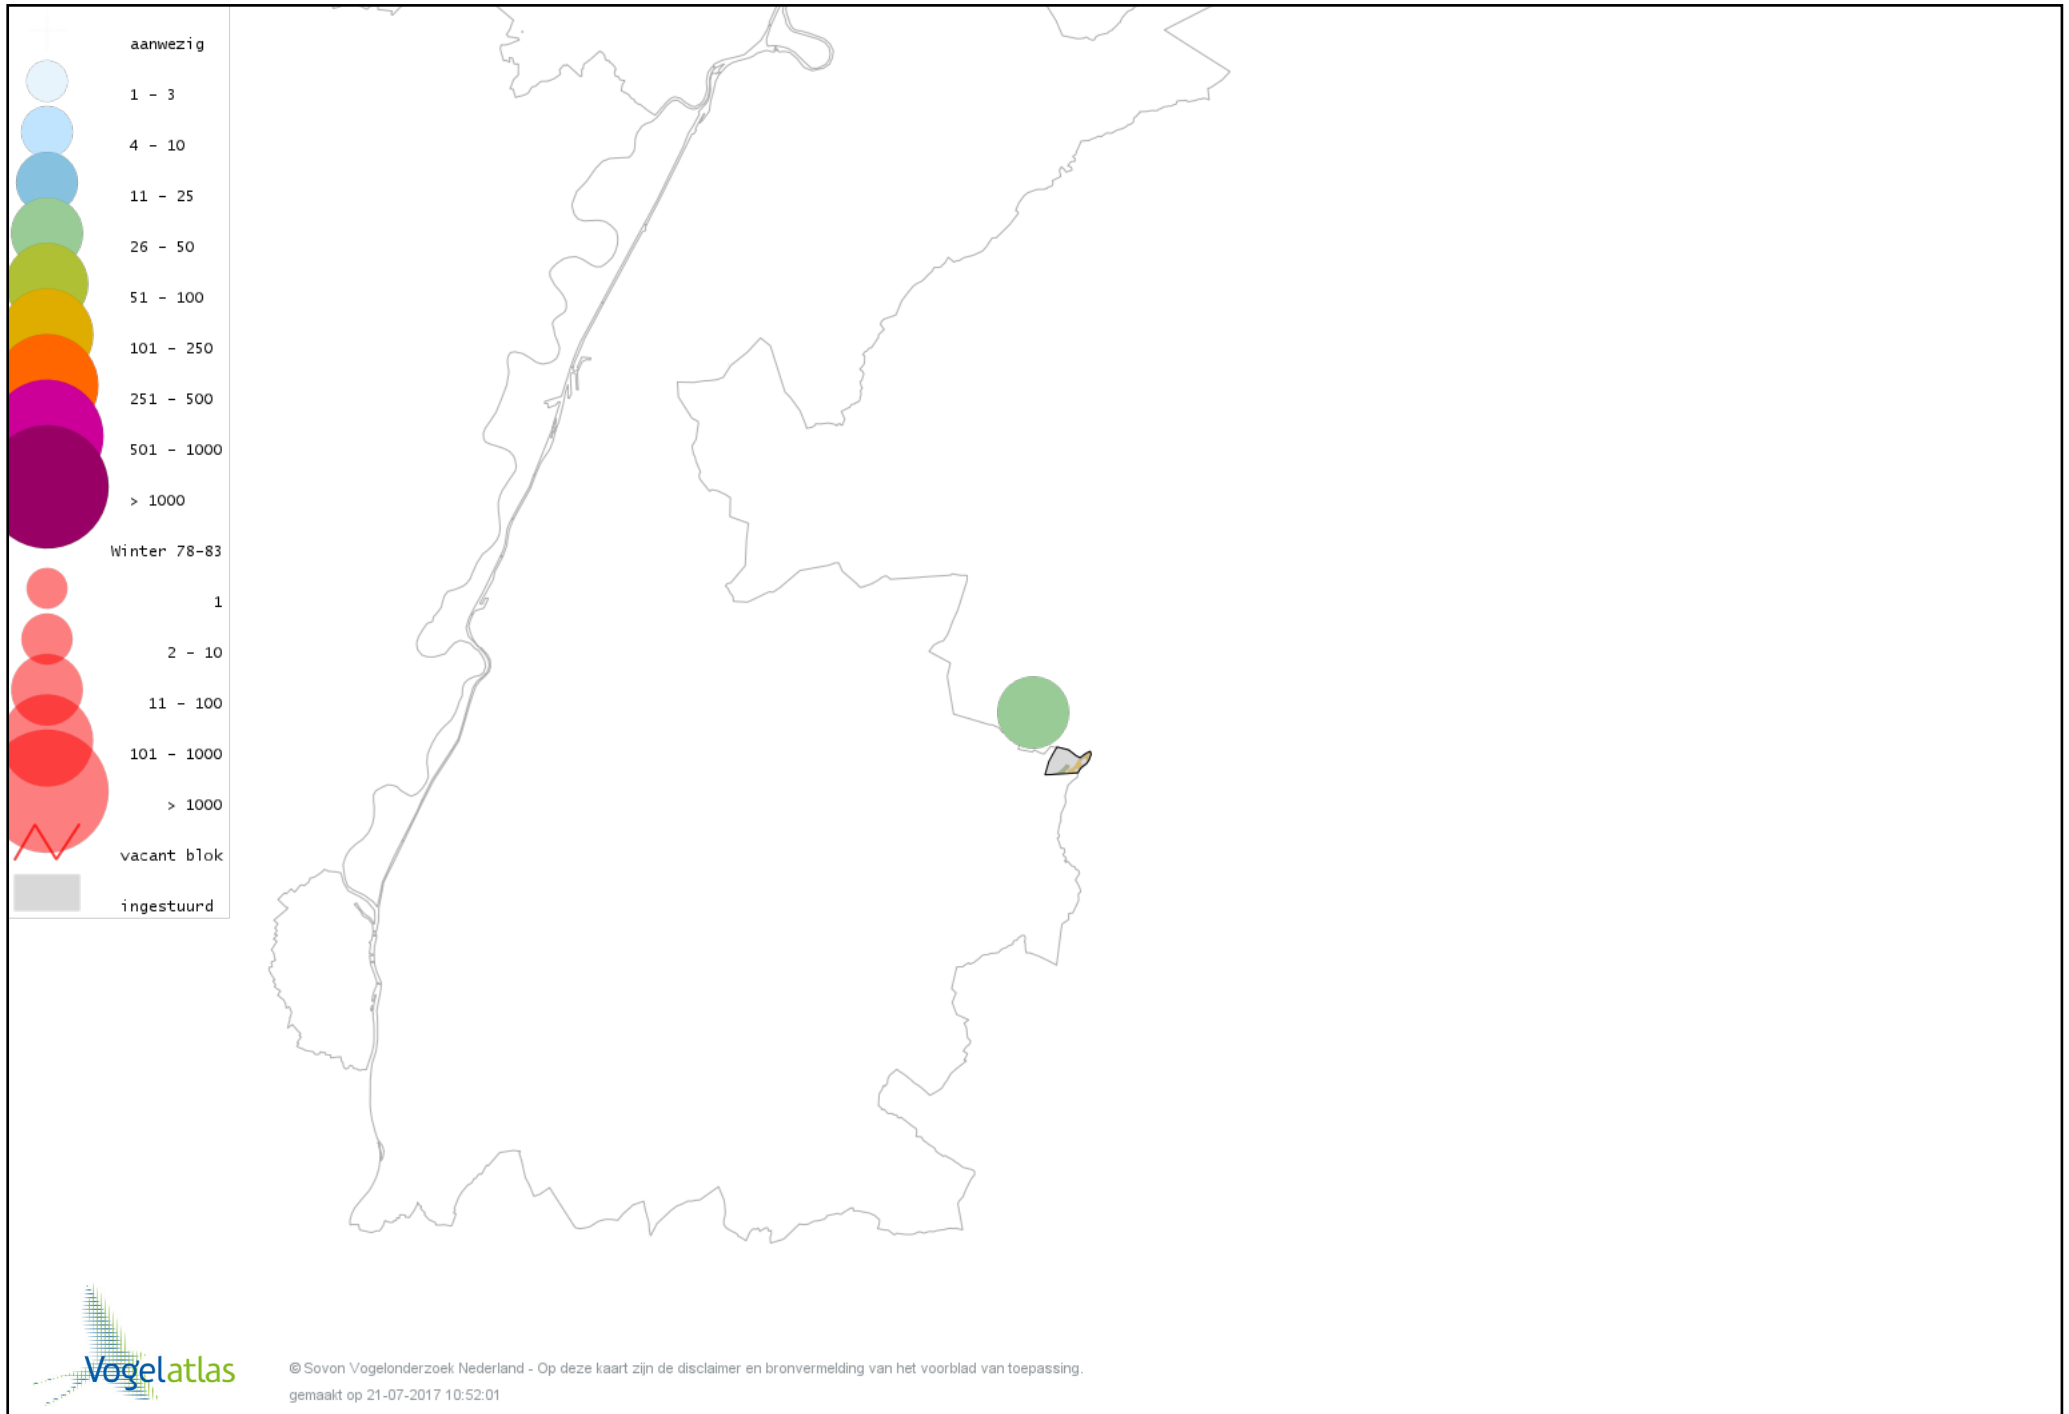 aanwezig
1 - 3
4 - 10
11 - 25
26 - 50
51 - 100
101 - 250
251 - 500
501 - 1000
> 1000
Winter 78-83
1
2 - 10
11 - 100
101 - 1000
> 1000
vacant blok
ingestuurd
Vogelatlas
© Sovon Vogelonderzoek Nederland - Op deze kaart zijn de disclaimer en bronvermelding van het voorblad van toepassing.
gemaakt op 21-07-2017 10:52:01